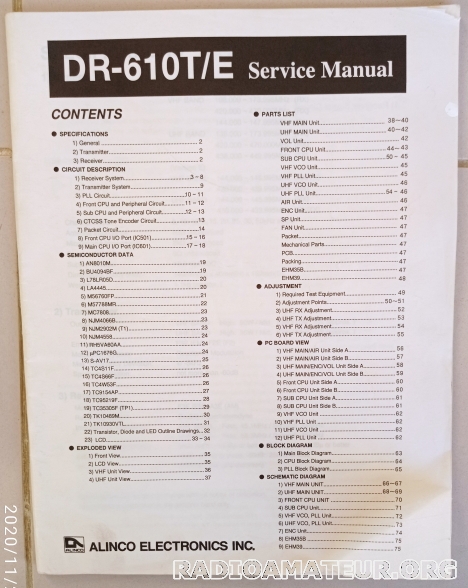 DR-610T/E Service Manual
CONTENTS
● SPECIFICATIONS
1) General 2
2) Transmitter 2
3) Receiver 2
● CIRCUIT DESCRIPTION
1) Receiver System 3~8
2) Transmitter System 9
3) PLL Circuit 10~11
4) Front CPU and Peripheral Circuit 11~12
5) Sub CPU and Peripheral Circuit 12~13
6) CTCSS Tone Encoder Circuit 13
7) Packet Circuit 14
8) Front CPU I/O Port (IC501) 15~16
9) Main CPU I/O Port (IC601) 17~18
● SEMICONDUCTOR DATA
1) AN8010M 19
2) BU4094BF 19
3) L78LR05D 20
4) LA4445 20
5) M56760FP 21
6) M57788MR 22
7) MC7808 23
8) NJM4066B 23
9) NJM2902M (T1) 23
10) NJM4558 24
11) RH5VA60AA 24
12) μPC1676G 24
13) S-AV17 25
14) TC4S11F 26
15) TC4S66F 26
16) TC4W53F 26
17) TC9154AP 27
18) TC9521P 28
19) TC35305F (TP1) 29
20) TK10489M 30
21) TK10930VTL 31
22) Transistor, Diode and LED Outline Drawings 32
23) LCD 33~34
● EXPLODED VIEW
1) Front View 35
2) LCD View 35
3) VHF Unit View 36
4) UHF Unit View 37
● PARTS LIST
VHF MAIN Unit 38~40
UHF MAIN Unit 40~42
VOL Unit 42
FRONT CPU Unit 44~43
SUB CPU Unit 50~45
VHF VCO Unit 45
VHF PLL Unit 45
UHF VCO Unit 46
UHF PLL Unit 54~46
AIR Unit 46
ENC Unit 47
SP Unit 47
FAN Unit 47
Packet 47
Mechanical Parts 47
PCB 47
Packing 47
EHM35B 47
EHM39 48
● ADJUSTMENT
1) Required Test Equipment 49
2) Adjustment Points 50~51
3) UHF RX Adjustment 52
4) UHF TX Adjustment 53
5) VHF RX Adjustment 54
6) VHF TX Adjustment 55
● PC BOARD VIEW
1) VHF MAIN/AIR Unit Side A 56
2) VHF MAIN/AIR Unit Side B 57
3) UHF MAIN/ENC/VOL Unit Side A 58
4) UHF MAIN/ENC/VOL Unit Side B 59
5) Front CPU Unit Side A 60
6) Front CPU Unit Side B 60
7) SUB CPU Unit Side A 61
8) SUB CPU Unit Side B 61
9) VHF VCO Unit 62
10) VHF PLL Unit 62
11) UHF VCO Unit 62
12) UHF PLL Unit 62
● BLOCK DIAGRAM
1) Main Block Diagram 63
2) CPU Block Diagram 64
3) PLL Block Diagram 65
● SCHEMATIC DIAGRAM
1) VHF MAIN UNIT 66~67
2) UHF MAIN UNIT 68~69
3) FRONT CPU UNIT 70
4) SUB CPU Unit 71
5) VHF VCO, PLL Unit 72
6) UHF VCO, PLL Unit 73
7) ENC Unit 74
8) EHM35B 75
9) EHM39 75
ALINCO
ALINCO ELECTRONICS INC.
RADIOAMATEUR.ORG